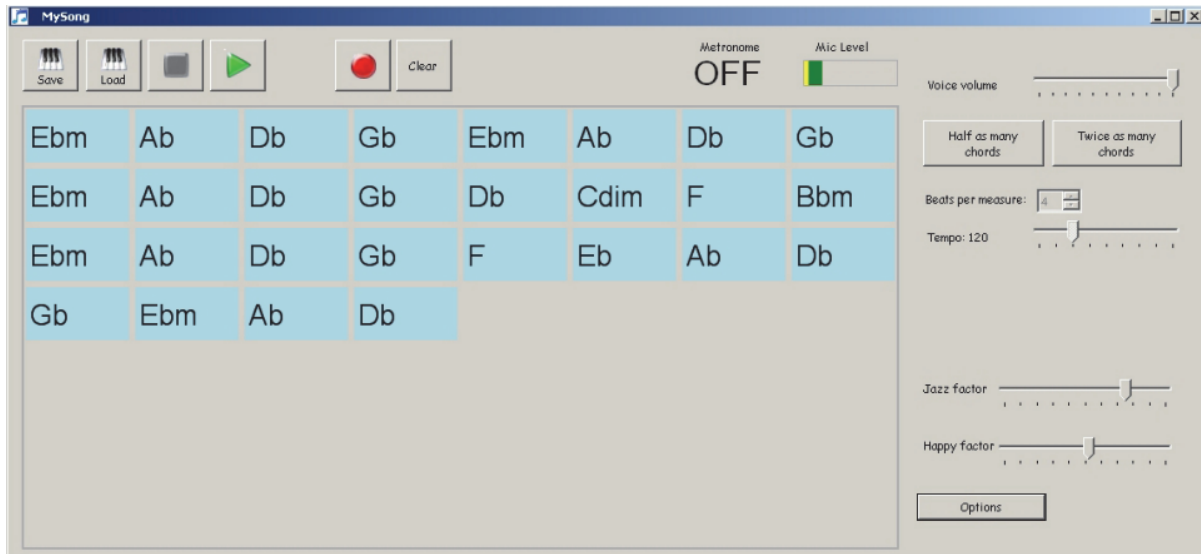 MySong
Save Load Clear
Metronome
OFF
Mic Level
Voice volume
Half as many
chords
Twice as many
chords
Beats per measure: 4
Tempo: 120
Ebm Ab Db Gb Ebm Ab Db Gb
Ebm Ab Db Gb Db Cdim F Bbm
Ebm Ab Db Gb F Eb Ab Db
Gb Ebm Ab Db
Jazz factor
Happy factor
Options